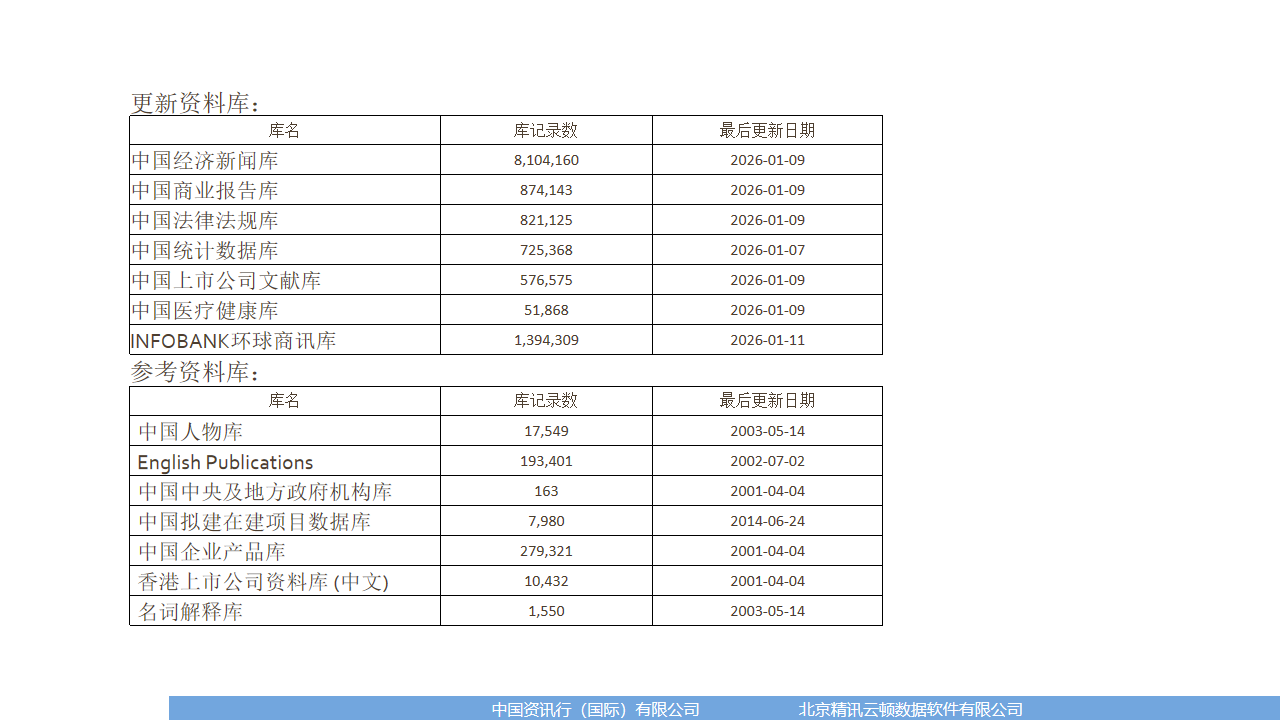 更新资料库：
库名 库记录数 最后更新日期
中国经济新闻库 8,104,160 2026-01-09
中国商业报告库 874,143 2026-01-09
中国法律法规库 821,125 2026-01-09
中国统计数据库 725,368 2026-01-07
中国上市公司文献库 576,575 2026-01-09
中国医疗健康库 51,868 2026-01-09
INFOBANK环球商讯库 1,394,309 2026-01-11
参考资料库：
库名 库记录数 最后更新日期
中国人物库 17,549 2003-05-14
English Publications 193,401 2002-07-02
中国中央及地方政府机构库 163 2001-04-04
中国拟建在建项目数据库 7,980 2014-06-24
中国企业产品库 279,321 2001-04-04
香港上市公司资料库 (中文) 10,432 2001-04-04
名词解释库 1,550 2003-05-14
中国资讯行（国际）有限公司 北京精讯云顿数据软件有限公司